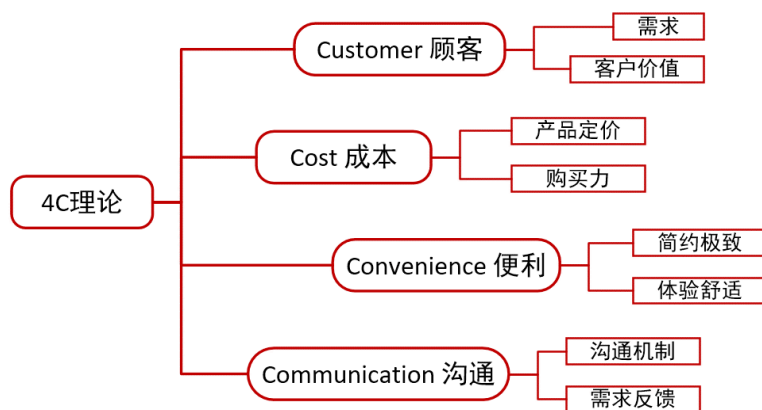 4C理论
Customer 顾客
需求
客户价值
Cost 成本
产品定价
购买力
Convenience 便利
简约极致
体验舒适
Communication 沟通
沟通机制
需求反馈